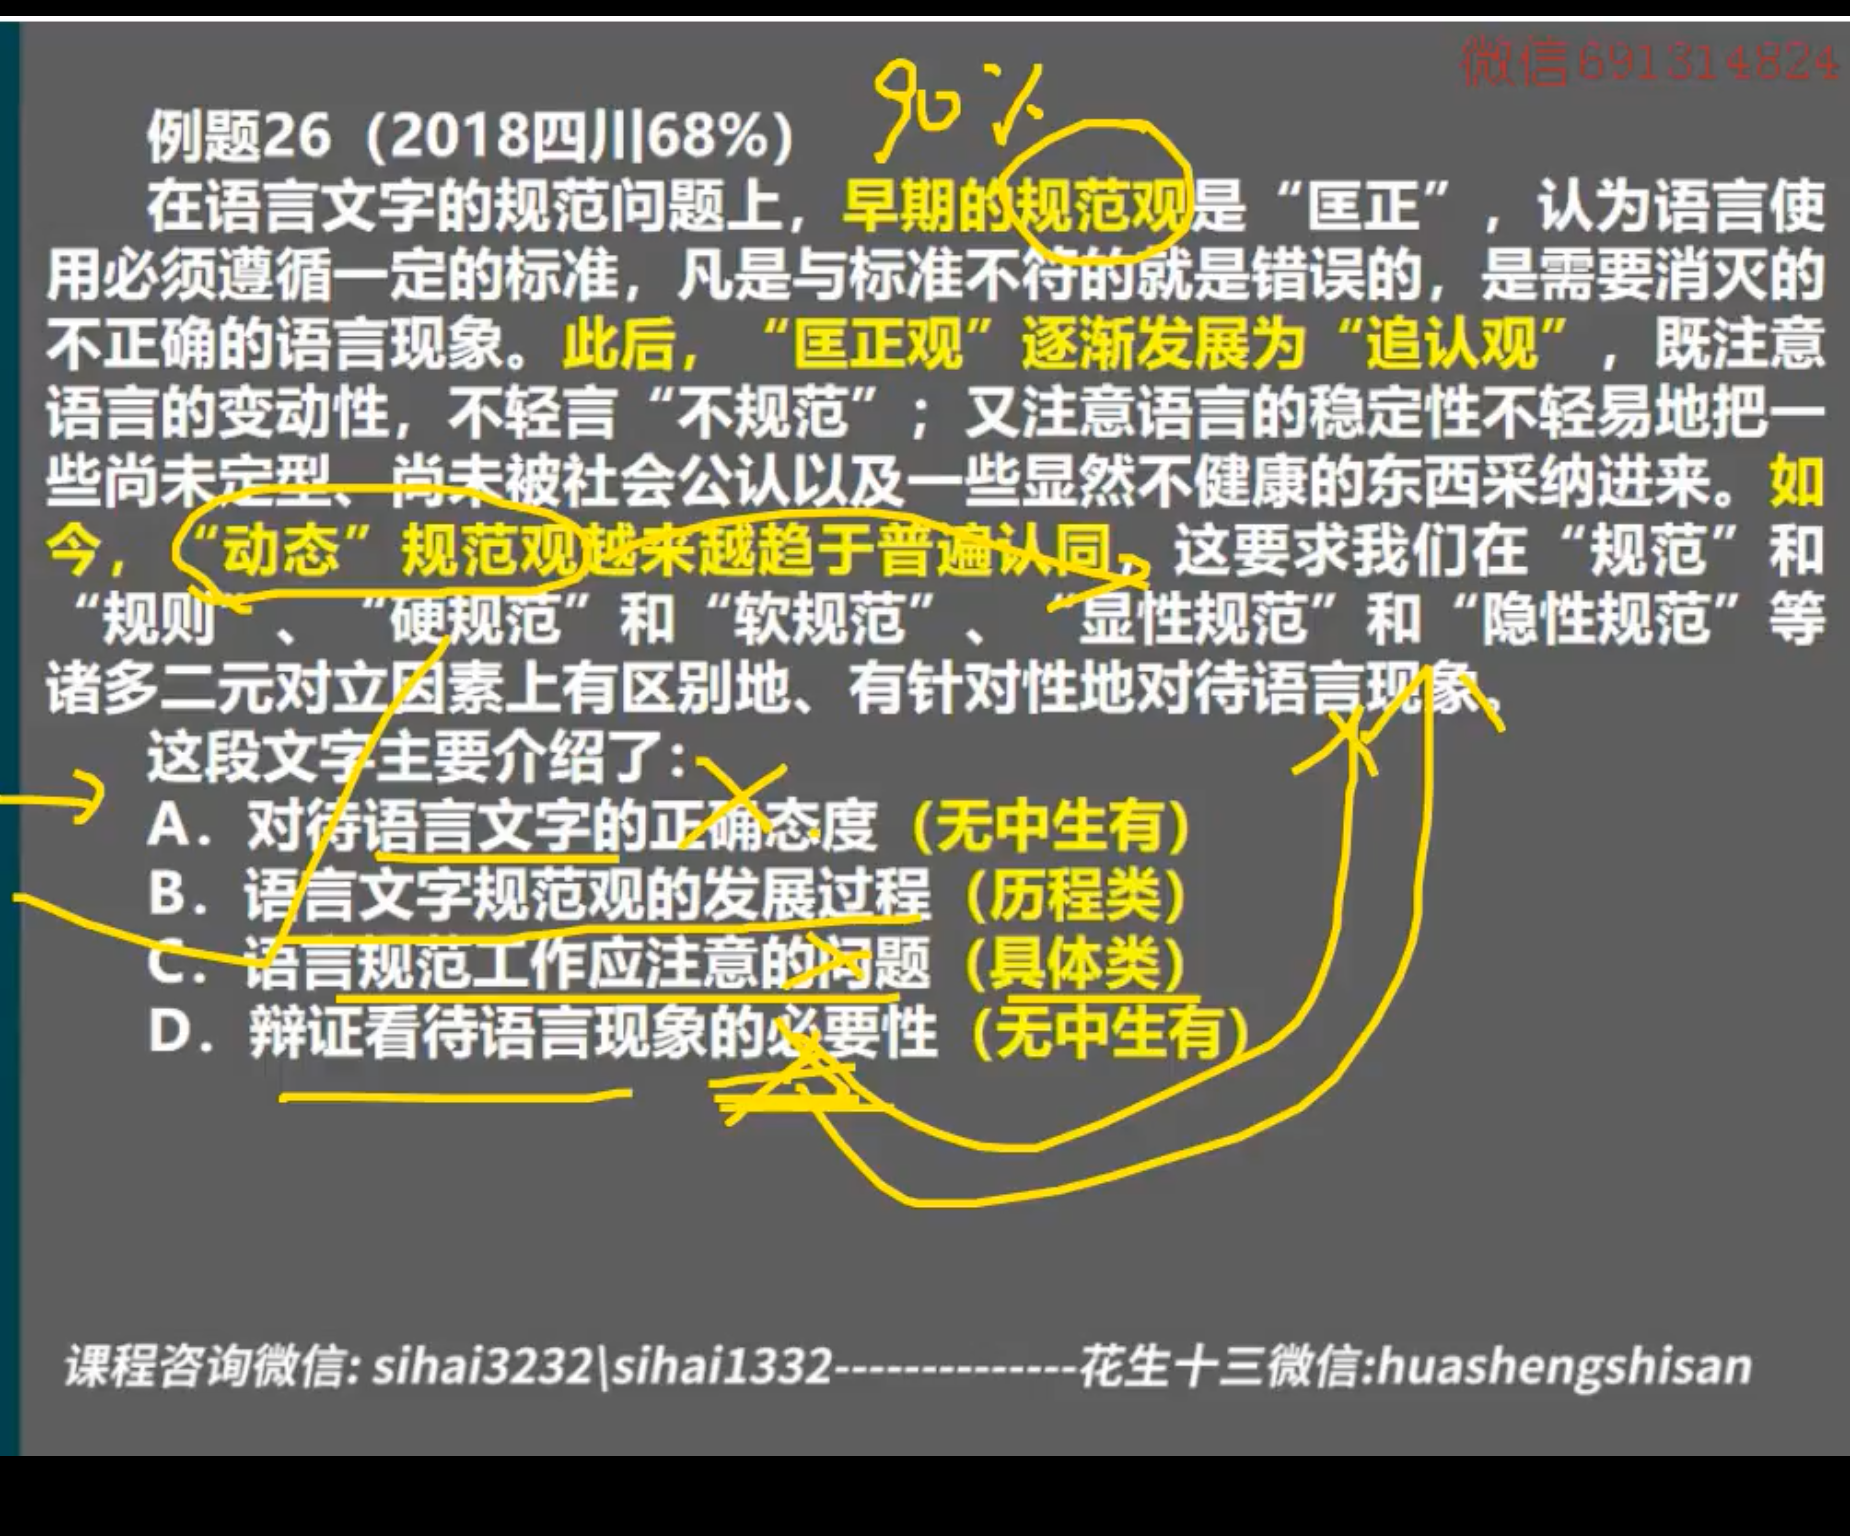 微信691314824
90%
例题26（2018四川68%）
在语言文字的规范问题上，早期的规范观是“匡正”，认为语言使
用必须遵循一定的标准，凡是与标准不符的就是错误的，是需要消灭的
不正确的语言现象。此后，“匡正观”逐渐发展为“追认观”，既注意
语言的变动性，不轻言“不规范”；又注意语言的稳定性不轻易地把一
些尚未定型、尚未被社会公认以及一些显然不健康的东西采纳进来。如
今，“动态”规范观越来越趋于普遍认同，这要求我们在“规范”和
“规则”、“硬规范”和“软规范”、“显性规范”和“隐性规范”等
诸多二元对立因素上有区别地、有针对性地对待语言现象。
这段文字主要介绍了：
A．对待语言文字的正确态度（无中生有）
B．语言文字规范观的发展过程（历程类）
C．语言规范工作应注意的问题（具体类）
D．辩证看待语言现象的必要性（无中生有）
课程咨询微信: sihai3232\sihai1332--------------花生十三微信:huashengshisan